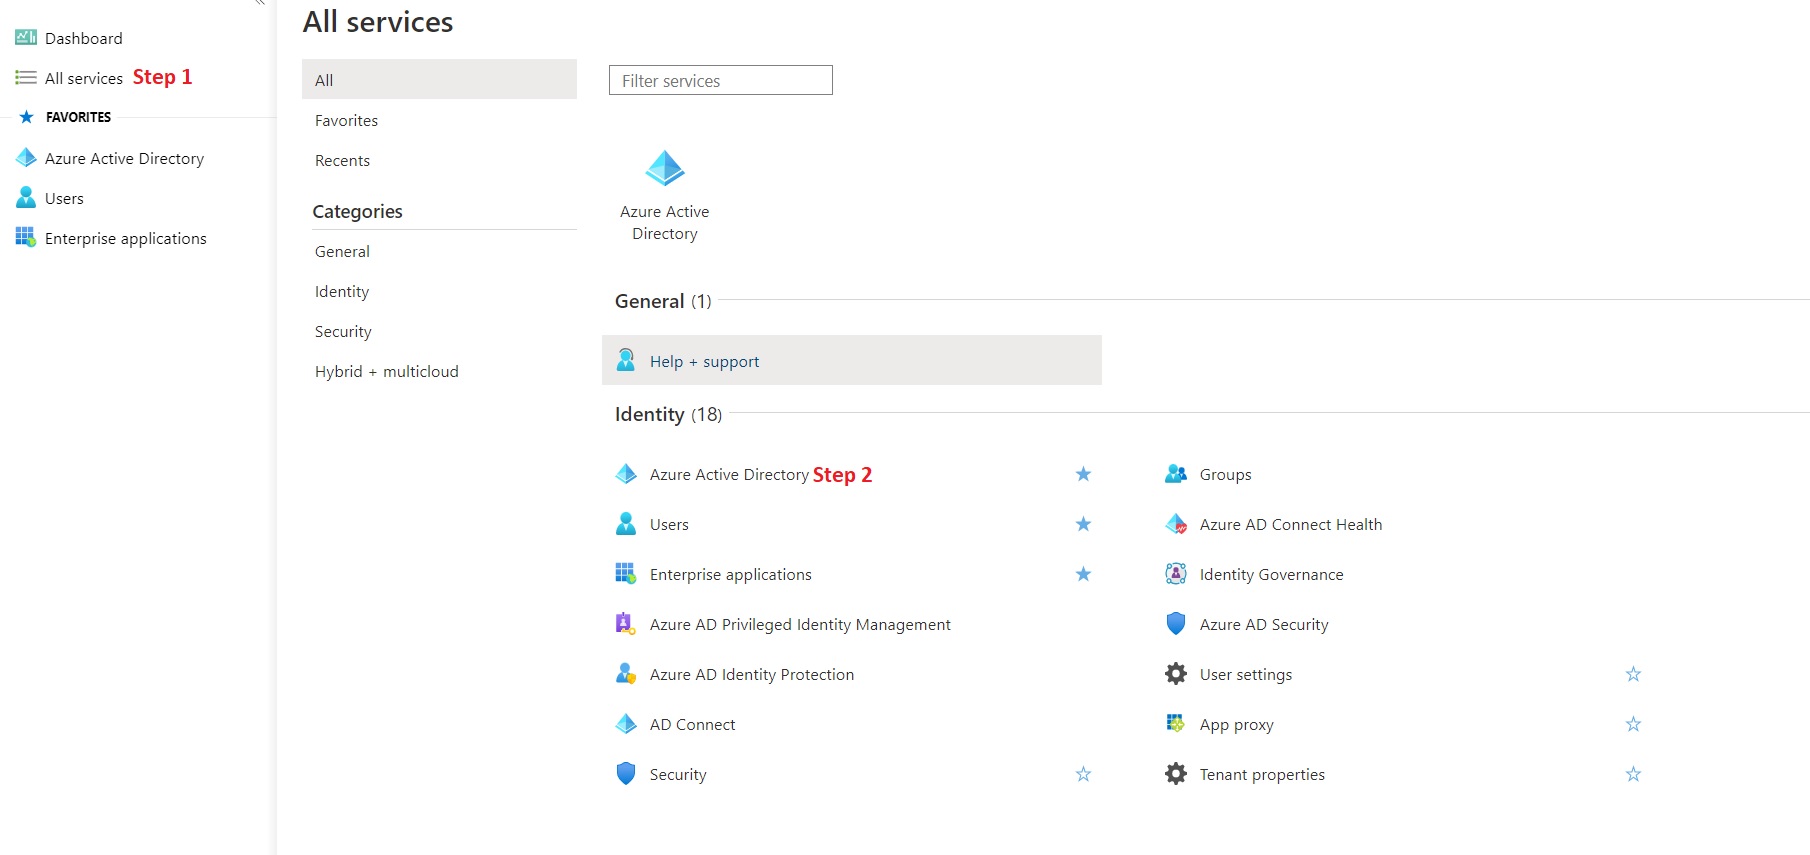 All services
Dashboard
All services Step 1
FAVORITES
Azure Active Directory
Users
Enterprise applications
All
Favorites
Recents
Categories
General
Identity
Security
Hybrid + multicloud
Filter services
Azure Active
Directory
General (1)
Help + support
Identity (18)
Azure Active Directory Step 2
Groups
Users
Azure AD Connect Health
Enterprise applications
Identity Governance
Azure AD Privileged Identity Management
Azure AD Security
Azure AD Identity Protection
User settings
AD Connect
App proxy
Security
Tenant properties